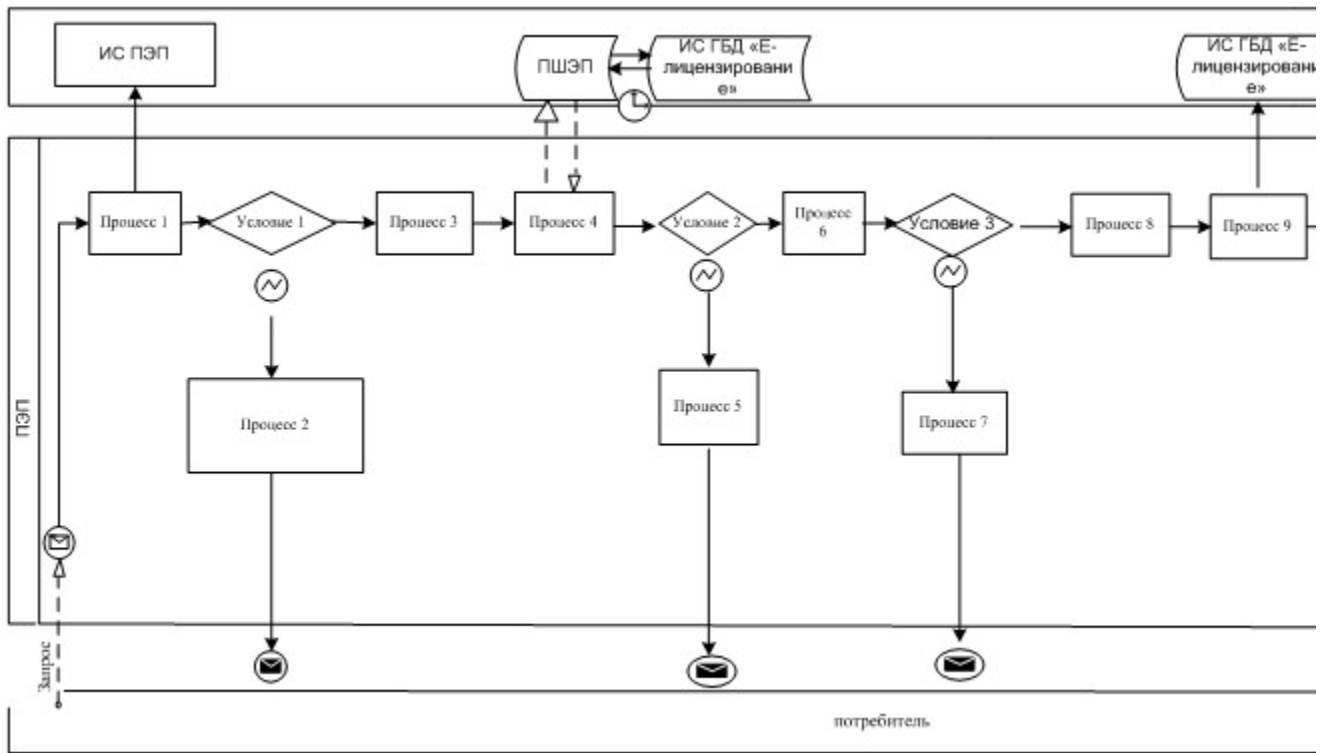 ИС ПЭП
ПШЭП
ИС ГБД «Е-
лицензировани
е»
ИС ГБД «Е-
лицензировани
е»
Процесс 1
Условие 1
Процесс 3
Процесс 4
Условие 2
Процесс
6
Условие 3
Процесс 8
Процесс 9
Процесс 2
Процесс 5
Процесс 7
ПЭП
Запрос
потребитель